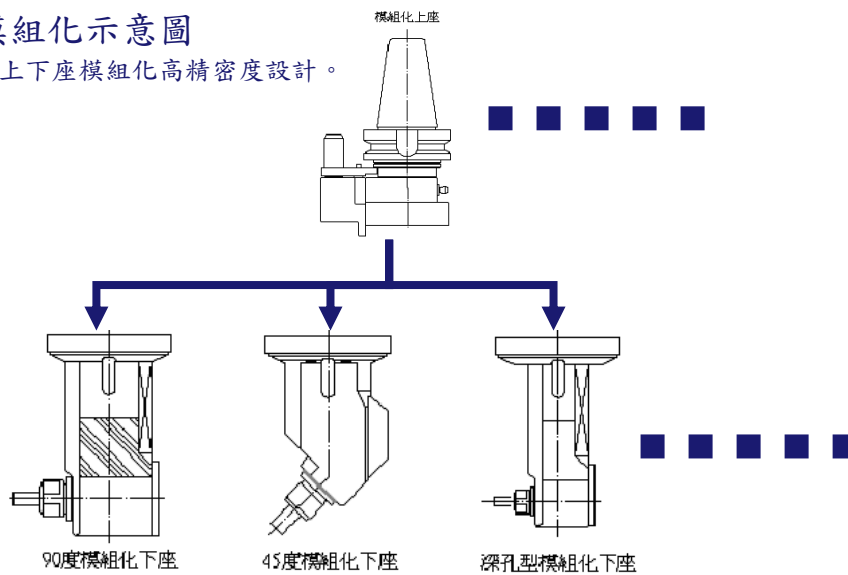 模組化示意圖
上下座模組化高精密度設計。
模組化上座
90度模組化下座
45度模組化下座
深孔型模組化下座